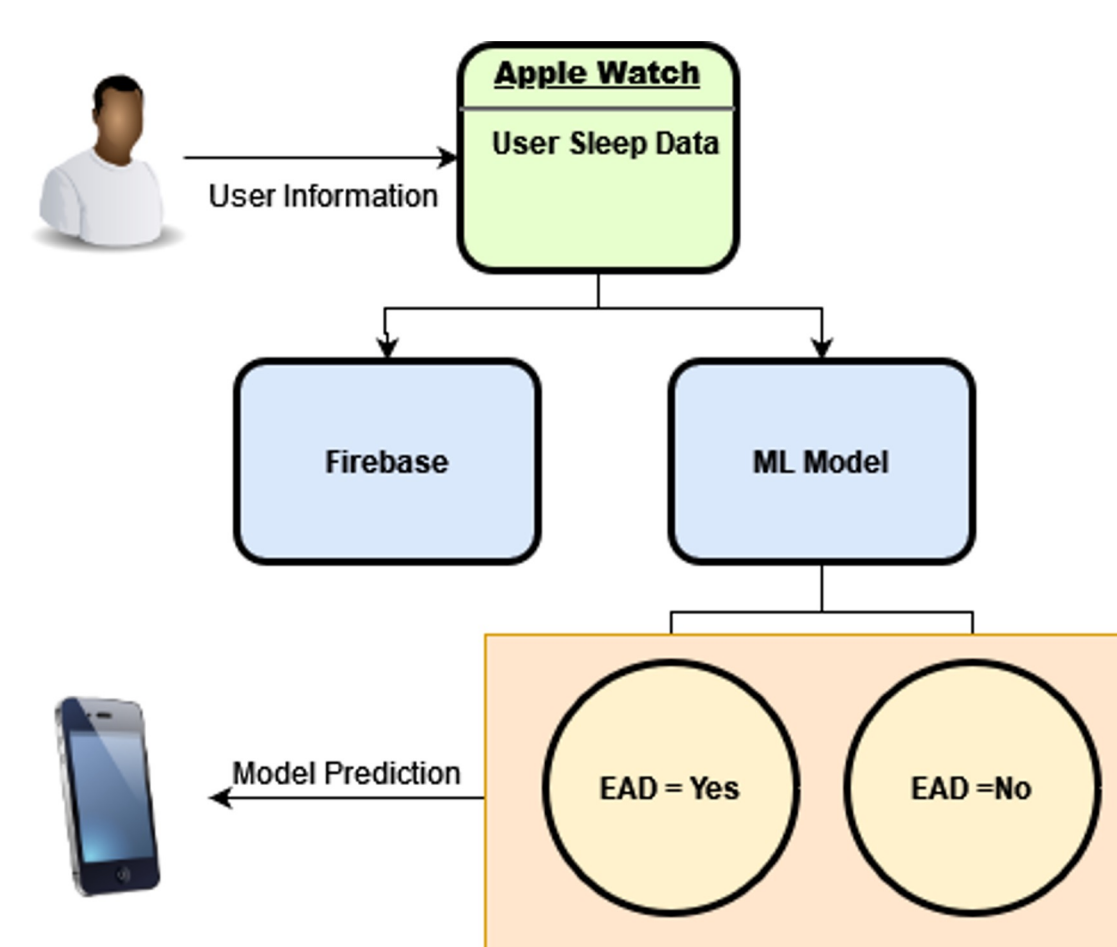 Apple Watch
User Sleep Data
User Information
Firebase
ML Model
Model Prediction
EAD = Yes
EAD =No